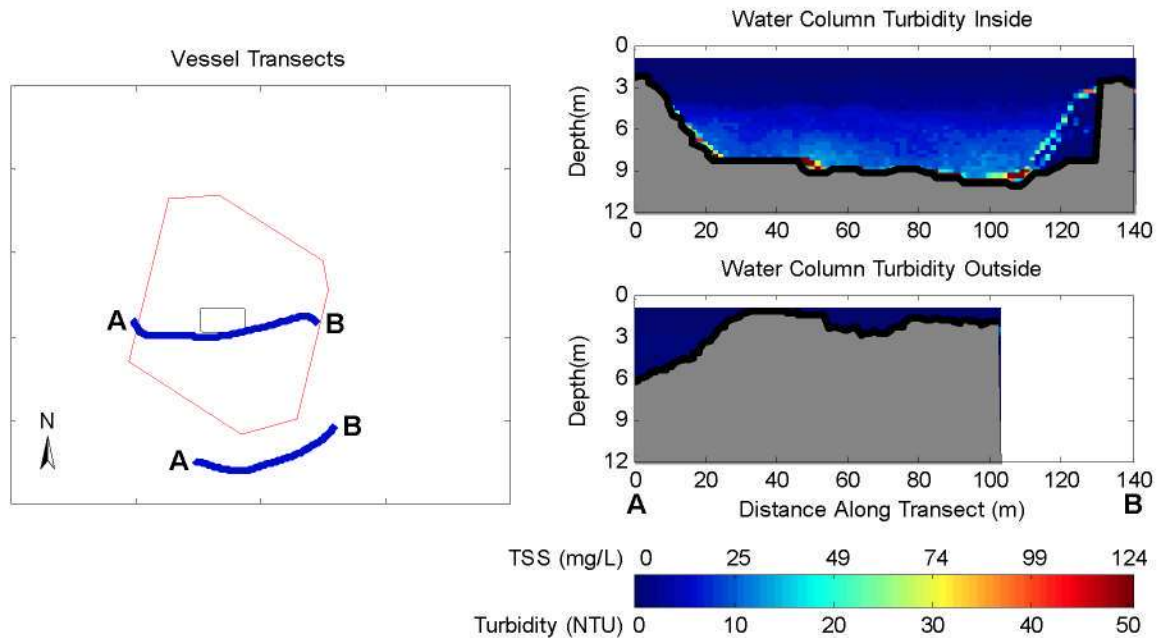 Vessel Transects
A
B
A
B
N
Water Column Turbidity Inside
0
3
6
9
12
Depth(m)
0 20 40 60 80 100 120 140
Water Column Turbidity Outside
0
3
6
9
12
Depth(m)
0 20 40 60 80 100 120 140
A Distance Along Transect (m) B
TSS (mg/L) 0 25 49 74 99 124
Turbidity (NTU) 0 10 20 30 40 50